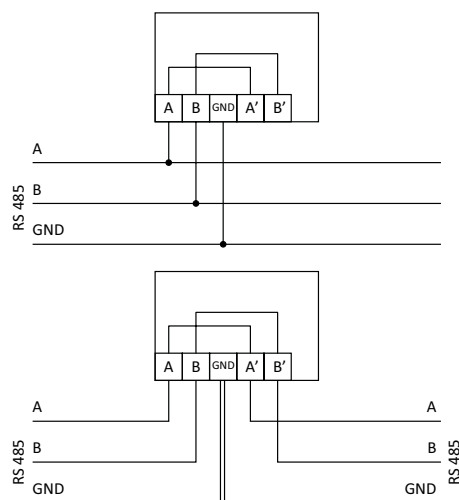 A B GND A’ B’
A
B
RS 485
GND
A B GND A’ B’
A A
B B
RS 485 RS 485
GND GND